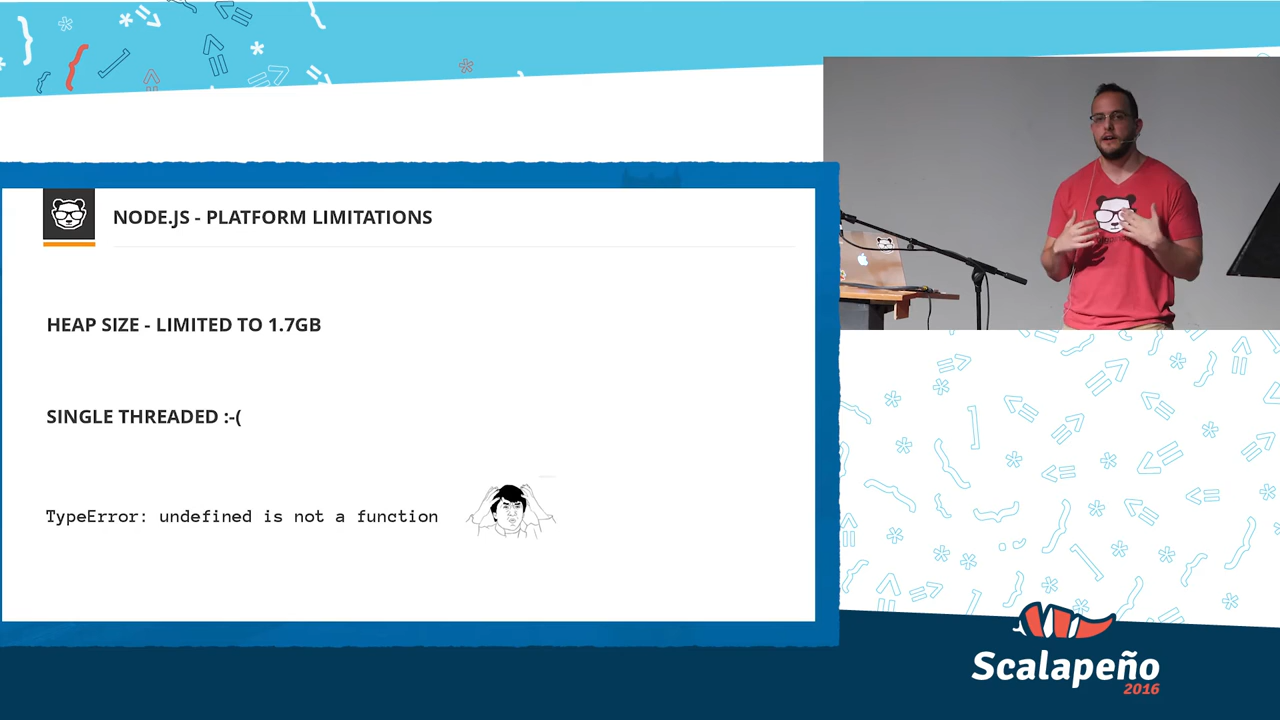 NODE.JS - PLATFORM LIMITATIONS
HEAP SIZE - LIMITED TO 1.7GB
SINGLE THREADED :-(
TypeError: undefined is not a function
Scalapeño
2016